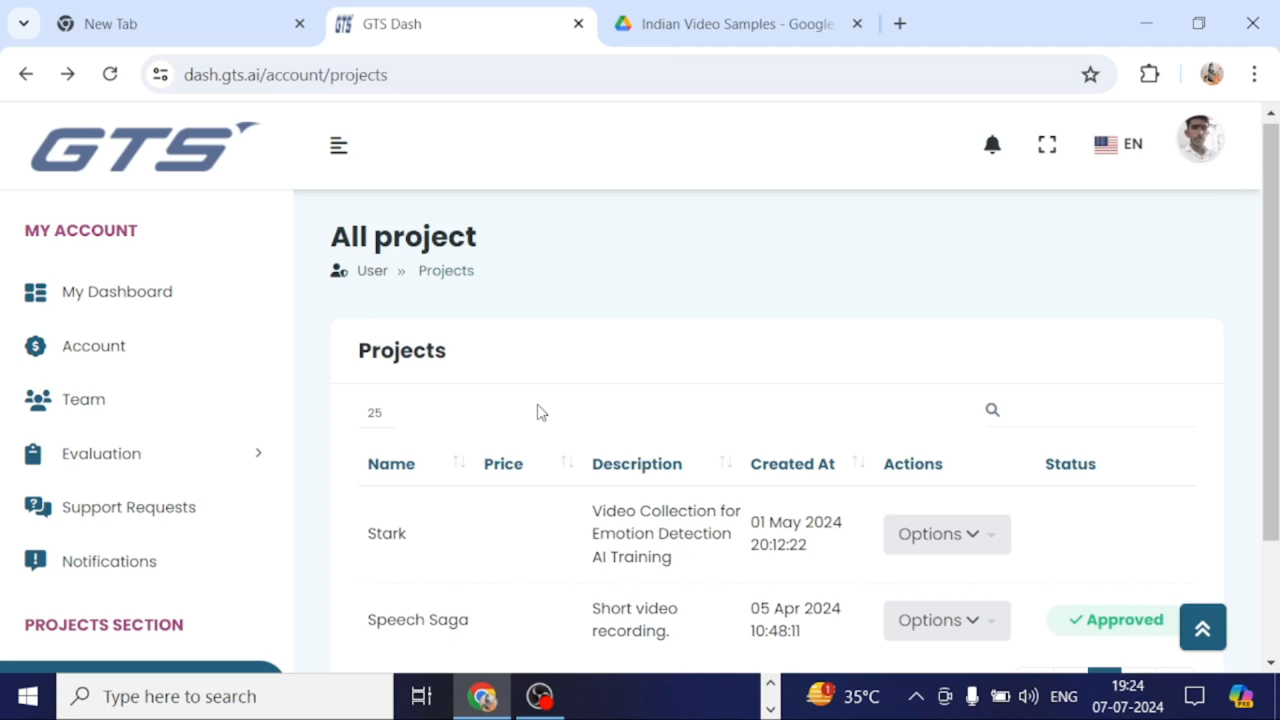 New Tab
GTS Dash
Indian Video Samples - Google
dash.gts.ai/account/projects
GTS
EN
MY ACCOUNT
My Dashboard
Account
Team
Evaluation
Support Requests
Notifications
PROJECTS SECTION
All project
User » Projects
Projects
25
Name Price Description Created At Actions Status
Stark
Video Collection for
Emotion Detection
AI Training
01 May 2024
20:12:22
Options
Speech Saga
Short video
recording.
05 Apr 2024
10:48:11
Options
Approved
Type here to search
35°C
ENG
19:24
07-07-2024